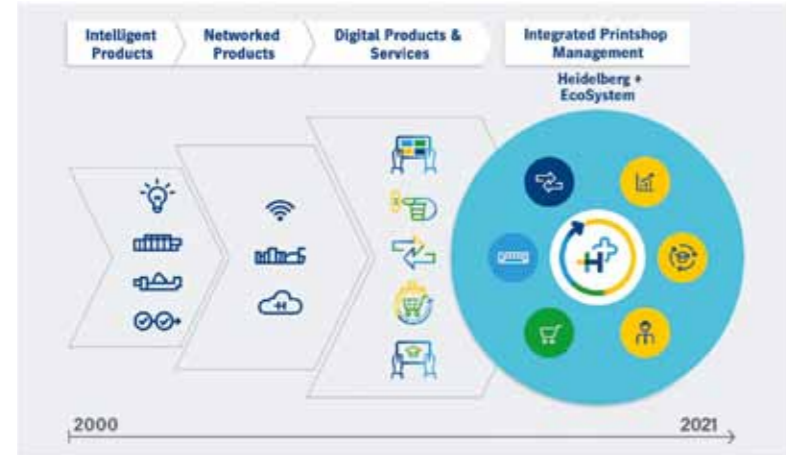 Intelligent
Products
Networked
Products
Digital Products &
Services
Integrated Printshop
Management
Heidelberg +
EcoSystem
H
H
2000
2021